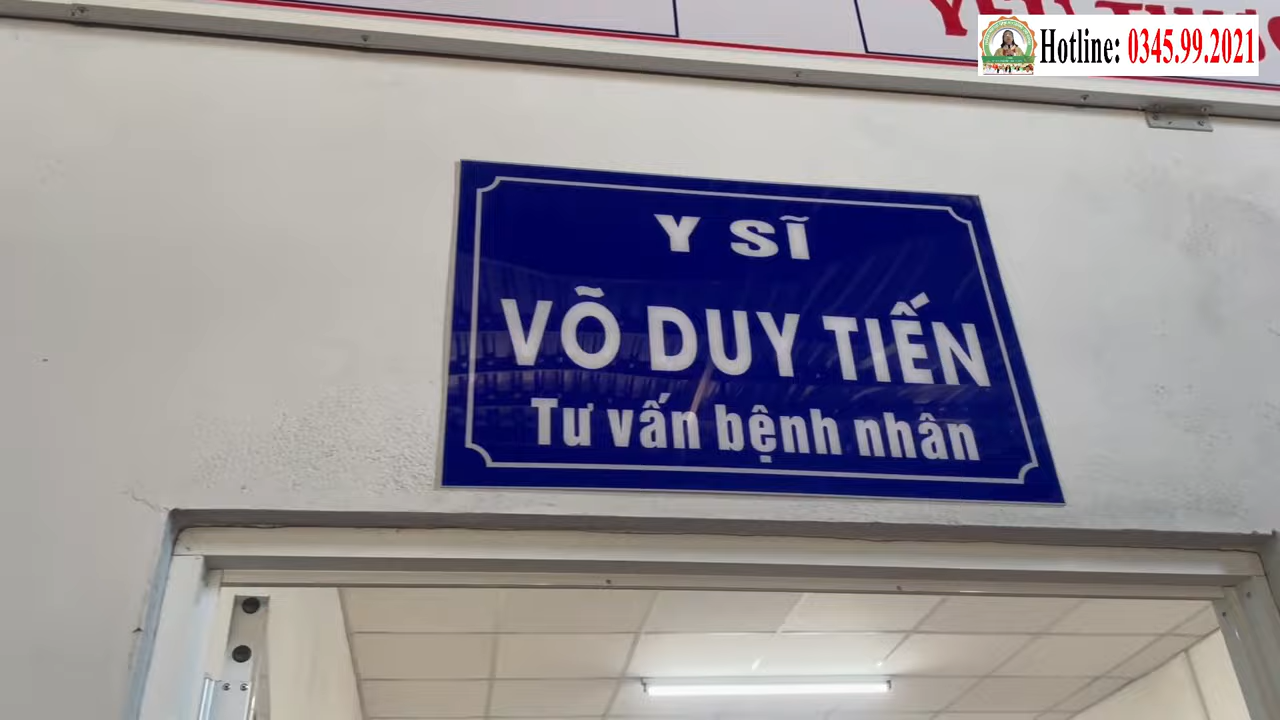 Hotline: 0345.99.2021
Y SĨ
VÕ DUY TIẾN
Tư vấn bệnh nhân